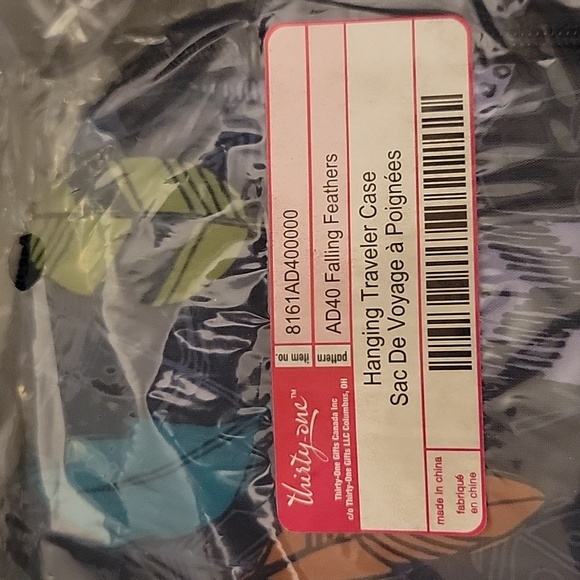 thirty-one™
Thirty-One Gifts Canada Inc
c/o Thirty-One Gifts LLC Columbus, OH
item no. 8161AD400000
pattern AD40 Falling Feathers
Hanging Traveler Case
Sac De Voyage à Poignées
made in china
fabriqué
en chine